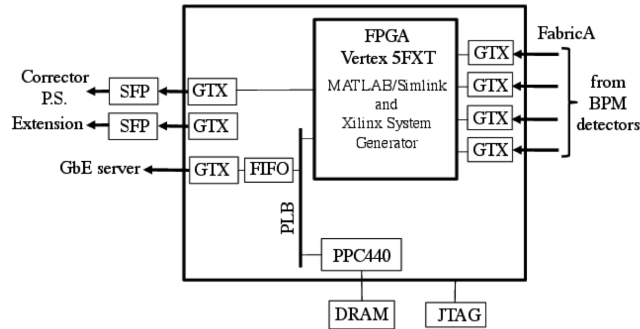 FPGA
Vertex 5FXT
MATLAB/Simlink
and
Xilinx System
Generator
FabricA
GTX
GTX
GTX
GTX
from
BPM
detectors
Corrector
P.S.
SFP
GTX
Extension
SFP
GTX
GbE server
GTX
FIFO
PLB
PPC440
DRAM
JTAG